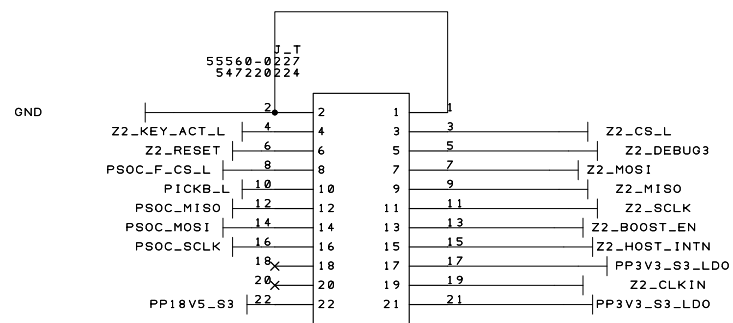 J_T
55560-0227
547220224
GND 2 2 1 1
Z2_KEY_ACT_L 4 4 3 3 Z2_CS_L
Z2_RESET 6 6 5 5 Z2_DEBUG3
PSOC_F_CS_L 8 8 7 7 Z2_MOSI
PICKB_L 10 10 9 9 Z2_MISO
PSOC_MISO 12 12 11 11 Z2_SCLK
PSOC_MOSI 14 14 13 13 Z2_BOOST_EN
PSOC_SCLK 16 16 15 15 Z2_HOST_INTN
18 18 17 17 PP3V3_S3_LDO
20 20 19 19 Z2_CLKIN
PP18V5_S3 22 22 21 21 PP3V3_S3_LDO